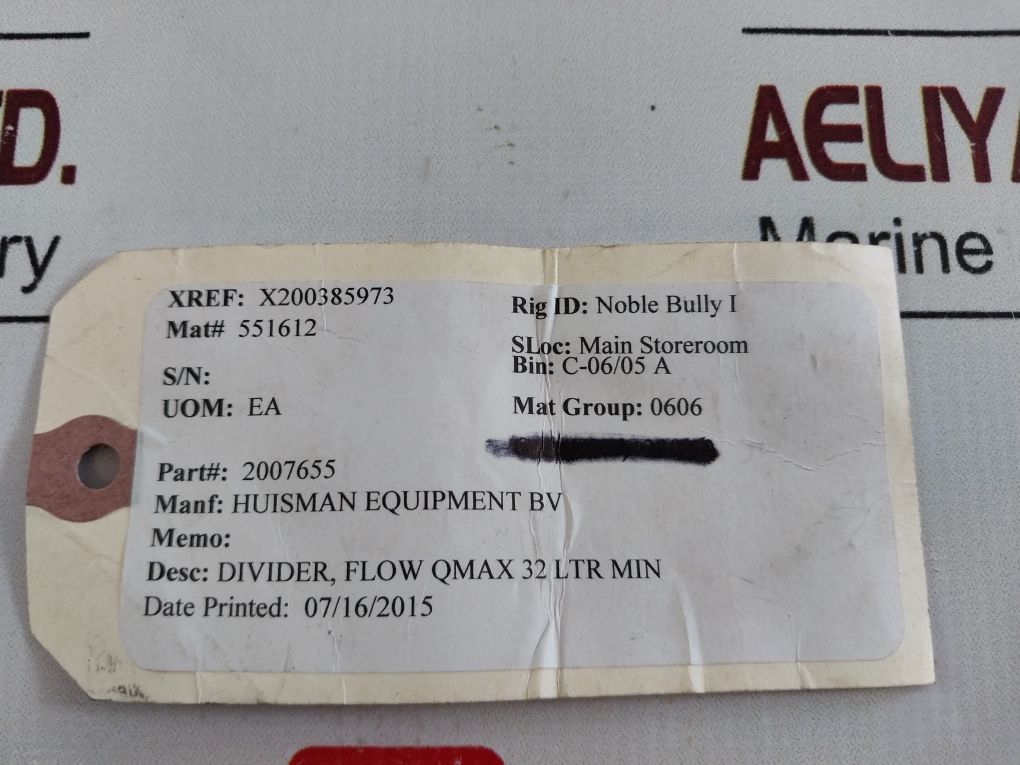 TD.
ry
AELIYA
Marine
XREF: X200385973
Mat# 551612
S/N:
UOM: EA
Rig ID: Noble Bully I
SLoc: Main Storeroom
Bin: C-06/05 A
Mat Group: 0606
Part#: 2007655
Manf: HUISMAN EQUIPMENT BV
Memo:
Desc: DIVIDER, FLOW QMAX 32 LTR MIN
Date Printed: 07/16/2015